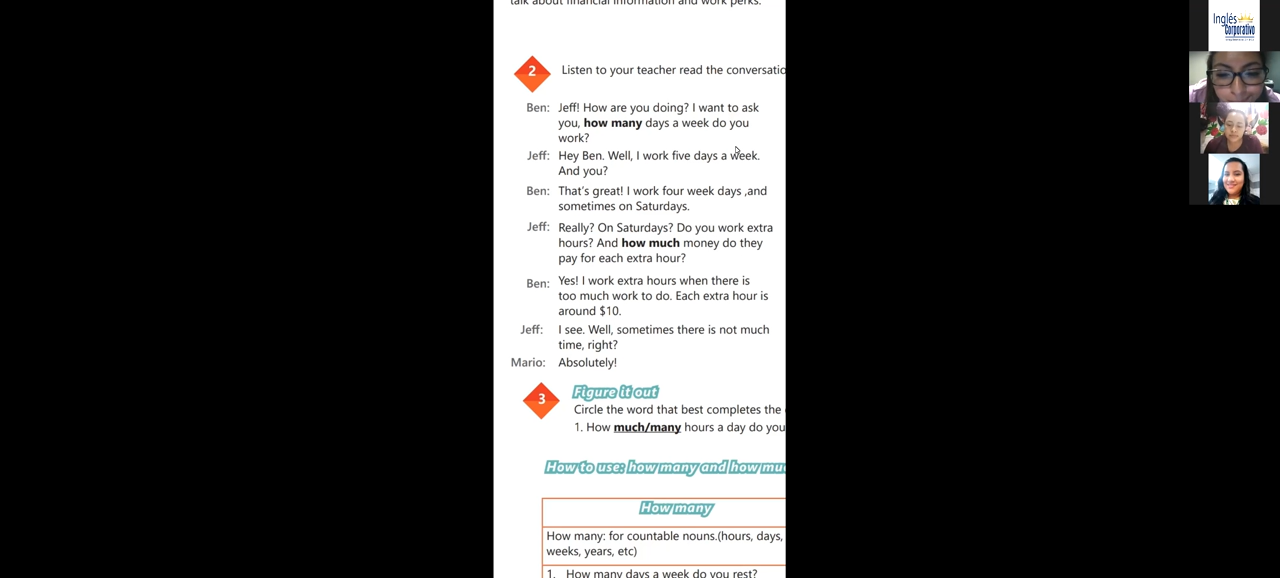 talk about financial information and work perks.
2
Listen to your teacher read the conversatio
Ben: Jeff! How are you doing? I want to ask
you, how many days a week do you
work?
Jeff: Hey Ben. Well, I work five days a week.
And you?
Ben: That's great! I work four week days ,and
sometimes on Saturdays.
Jeff: Really? On Saturdays? Do you work extra
hours? And how much money do they
pay for each extra hour?
Ben: Yes! I work extra hours when there is
too much work to do. Each extra hour is
around $10.
Jeff: I see. Well, sometimes there is not much
time, right?
Mario: Absolutely!
3
Figure it out
Circle the word that best completes the
1. How much/many hours a day do you
How to use: how many and how mu
How many
How many: for countable nouns.(hours, days,
weeks, years, etc)
1. How many days a week do you rest?
Inglés
Corporativo